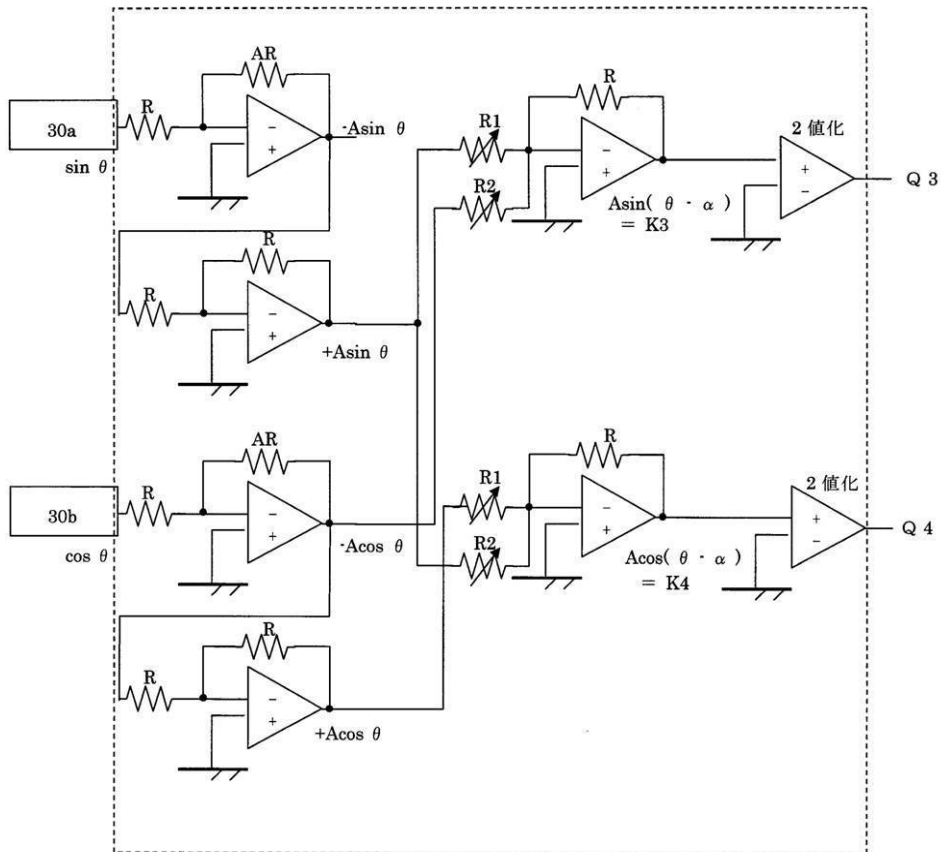 AR
R
30a
-Asin θ
sin θ
R
R
+Asin θ
AR
R
30b
-Acos θ
cos θ
R
R
+Acos θ
R
R1
R2
2 値化
Q 3
Asin( θ - α )
= K3
R
R1
R2
2 値化
Q 4
Acos( θ - α )
= K4